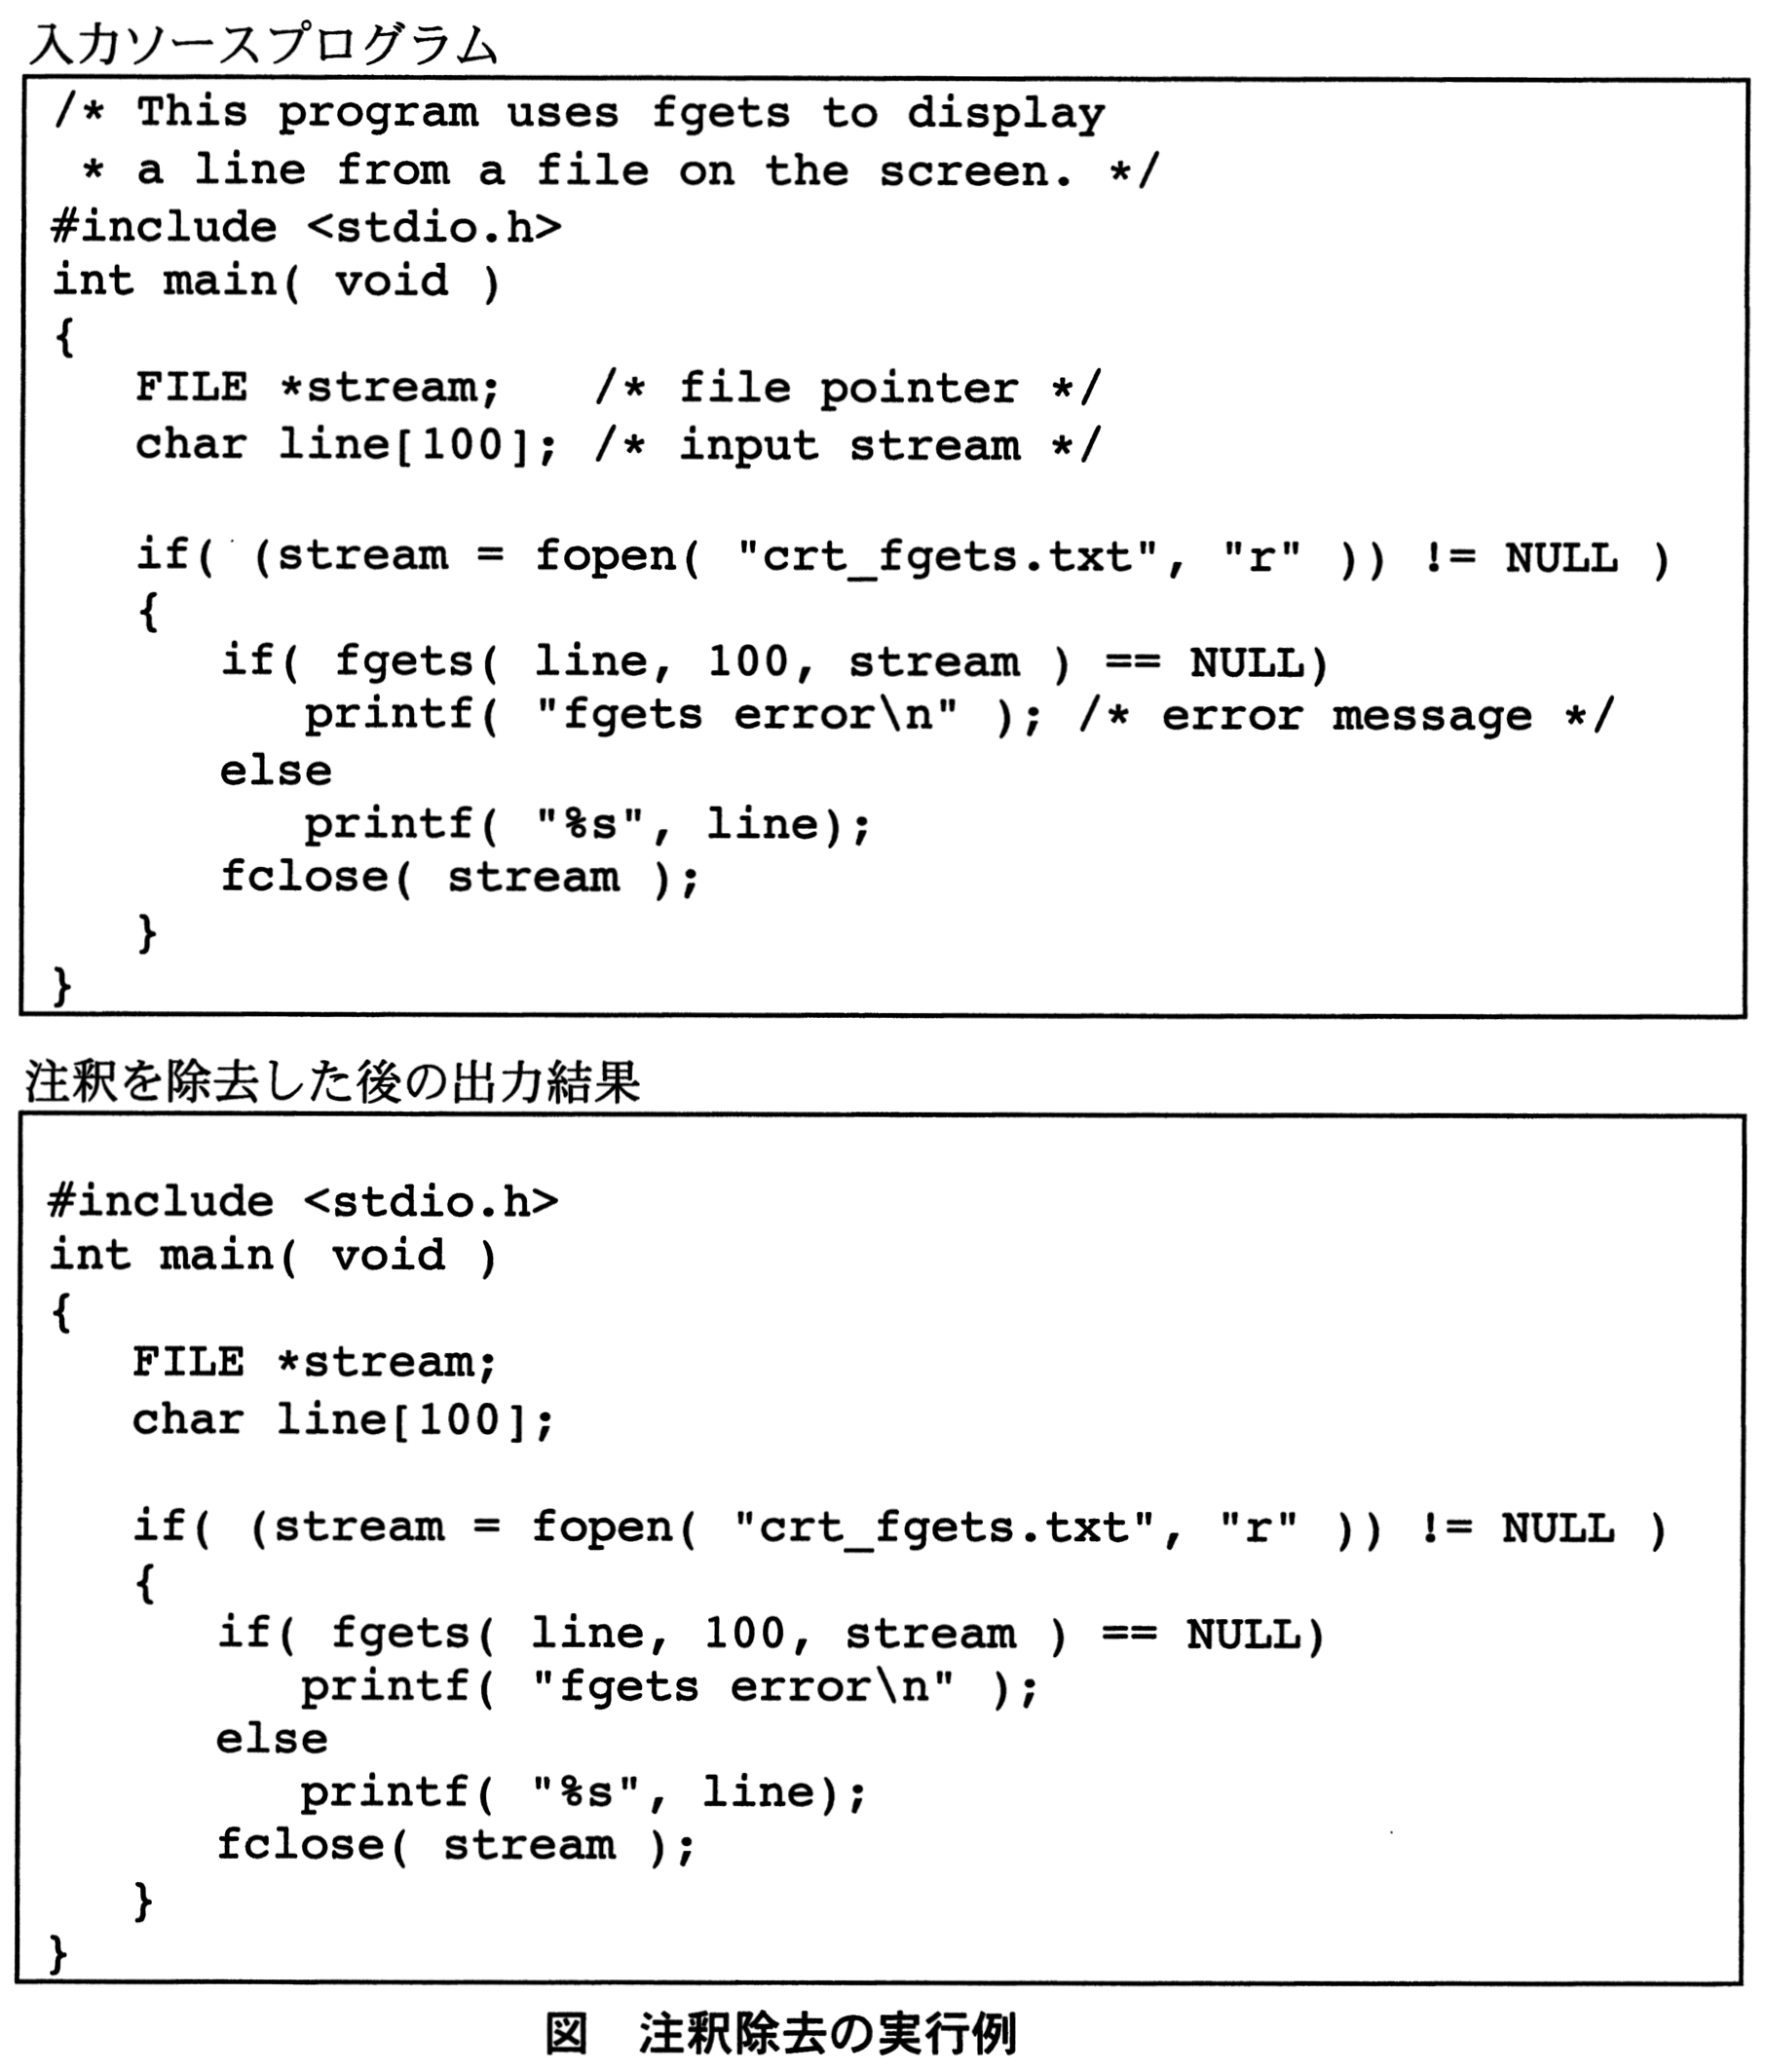 入力ソースプログラム
/* This program uses fgets to display
 * a line from a file on the screen. */
#include <stdio.h>
int main( void )
{
   FILE *stream;   /* file pointer */
   char line[100]; /* input stream */

   if( (stream = fopen( "crt_fgets.txt", "r" )) != NULL )
   {
      if( fgets( line, 100, stream ) == NULL)
         printf( "fgets error\n" ); /* error message */
      else
         printf( "%s", line);
      fclose( stream );
   }
}
注釈を除去した後の出力結果

#include <stdio.h>
int main( void )
{
   FILE *stream;
   char line[100];

   if( (stream = fopen( "crt_fgets.txt", "r" )) != NULL )
   {
      if( fgets( line, 100, stream ) == NULL)
         printf( "fgets error\n" );
      else
         printf( "%s", line);
      fclose( stream );
   }
}
図　注釈除去の実行例